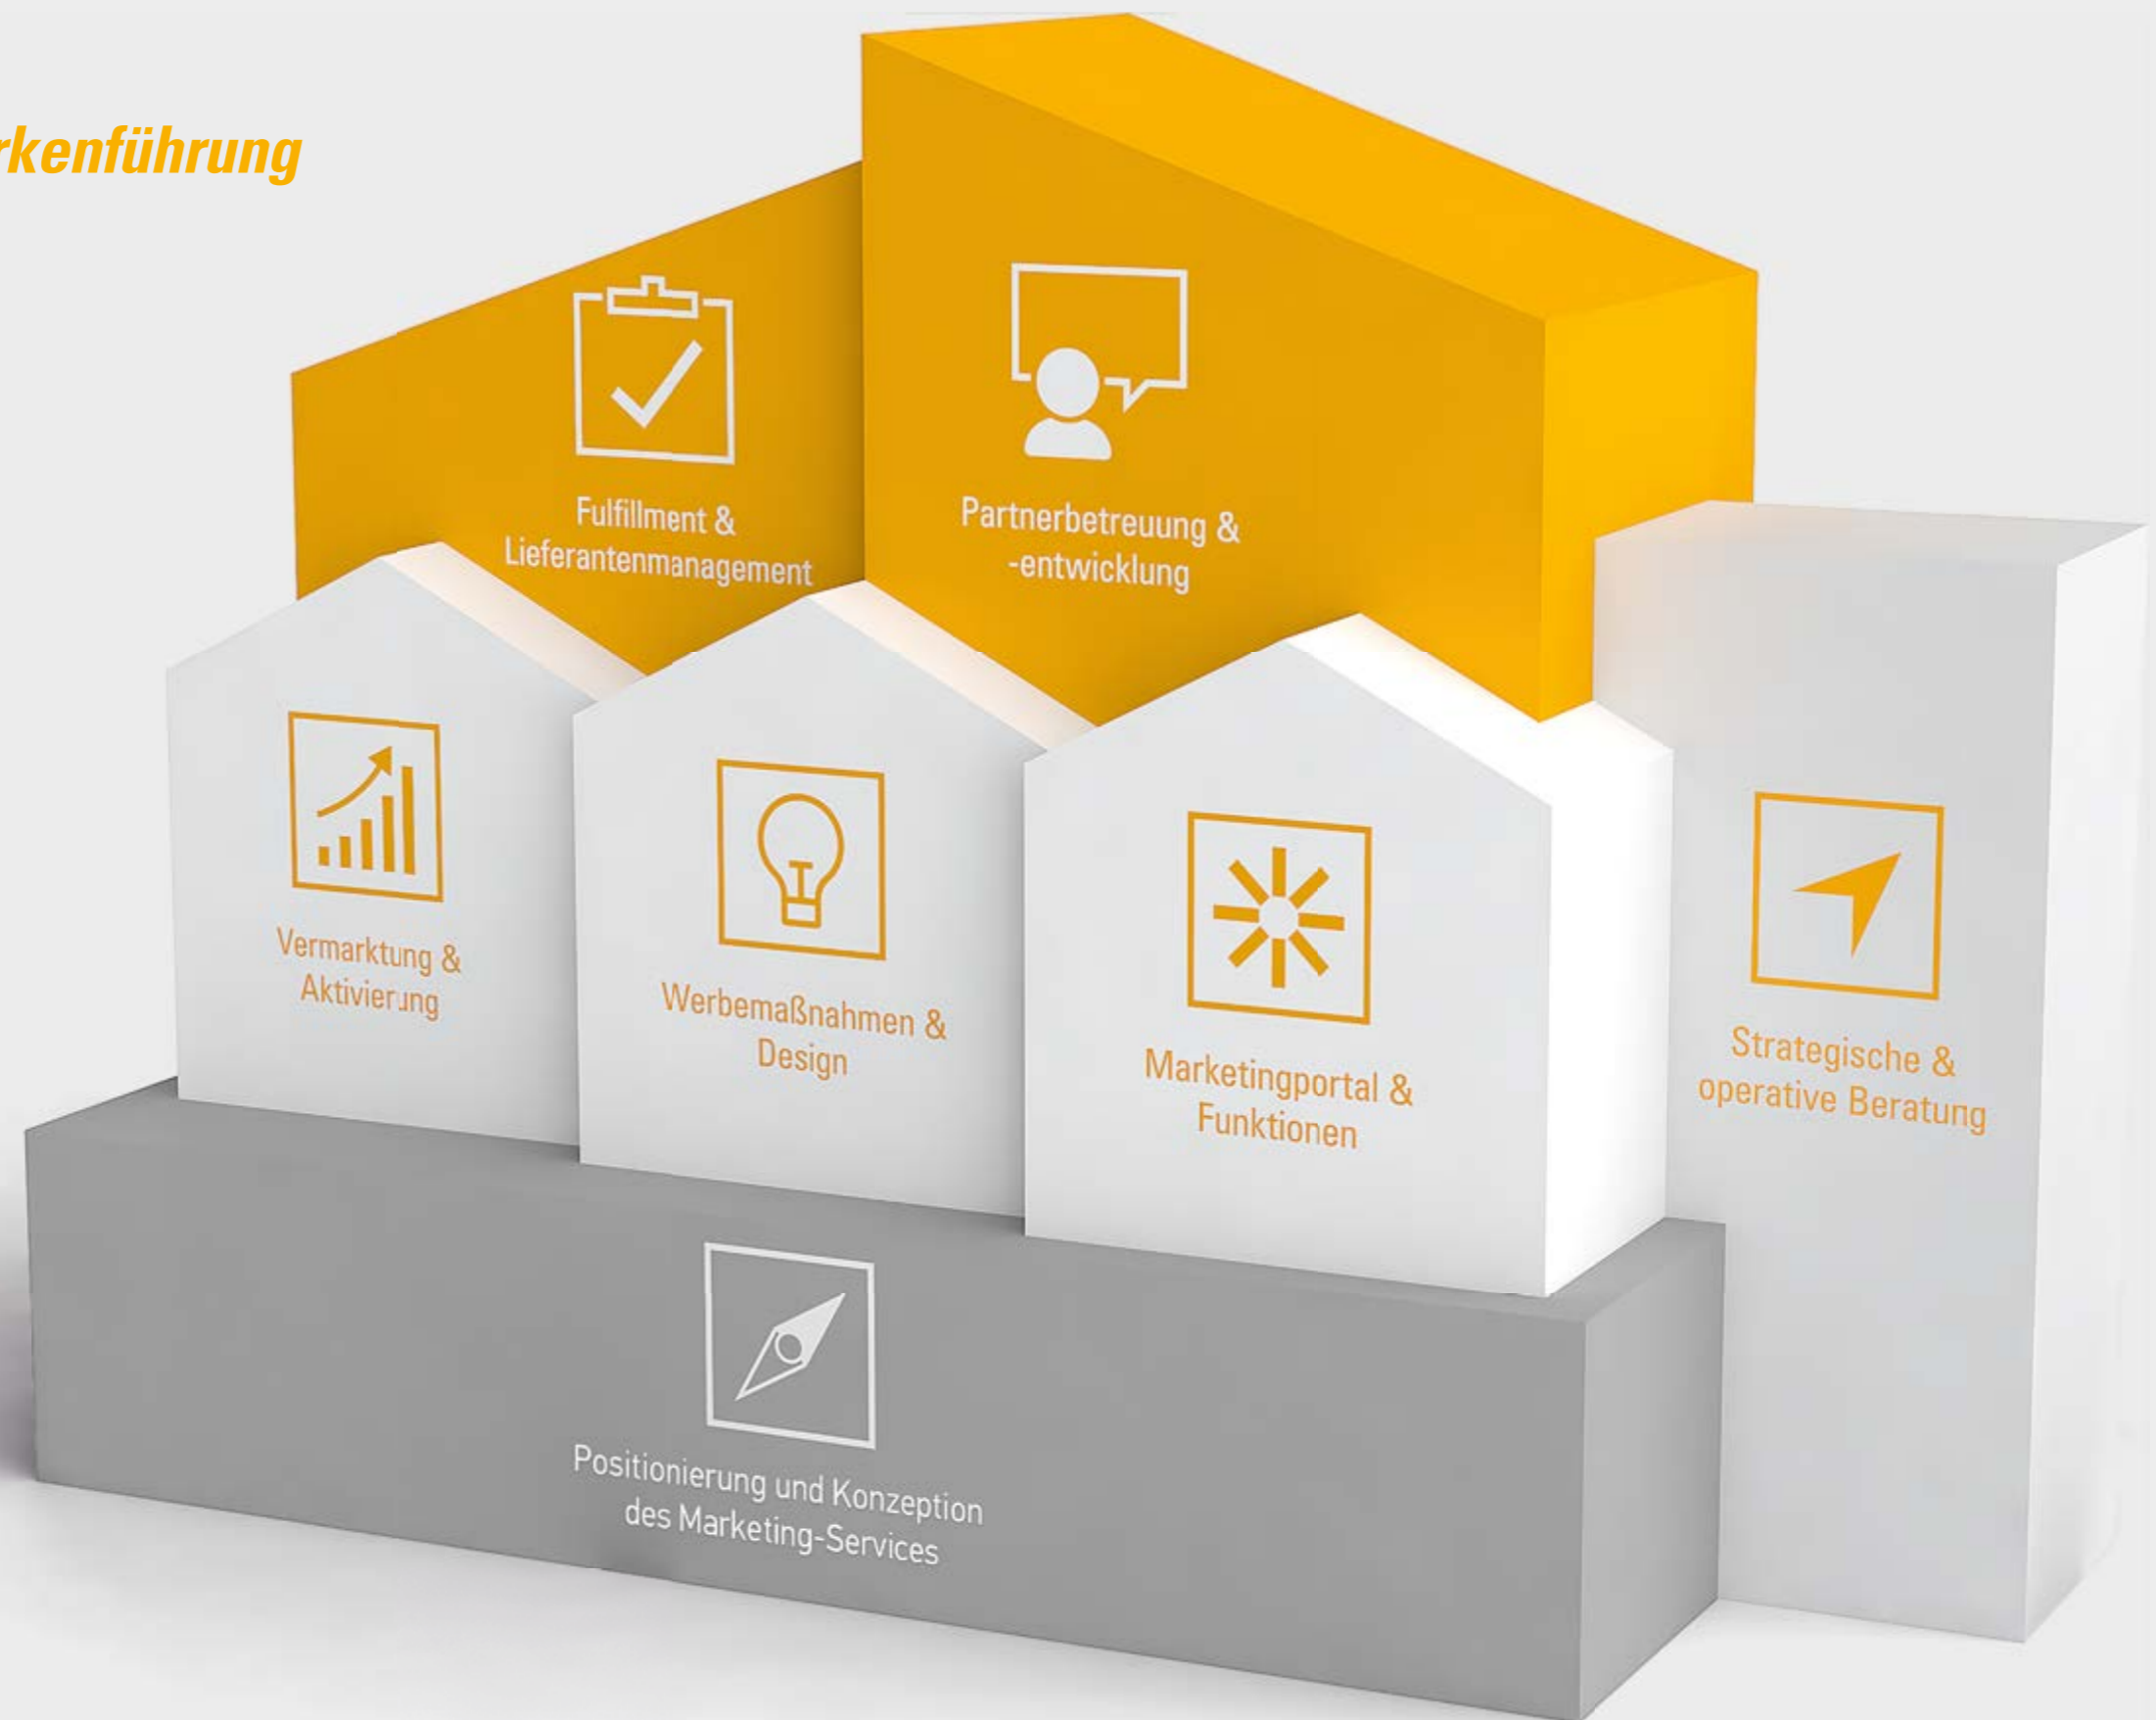 rkenführung
Fulfillment &
Lieferantenmanagement
Partnerbetreuung &
-entwicklung
Vermarktung &
Aktivierung
Werbemaßnahmen &
Design
Marketingportal &
Funktionen
Strategische &
operative Beratung
Positionierung und Konzeption
des Marketing-Services